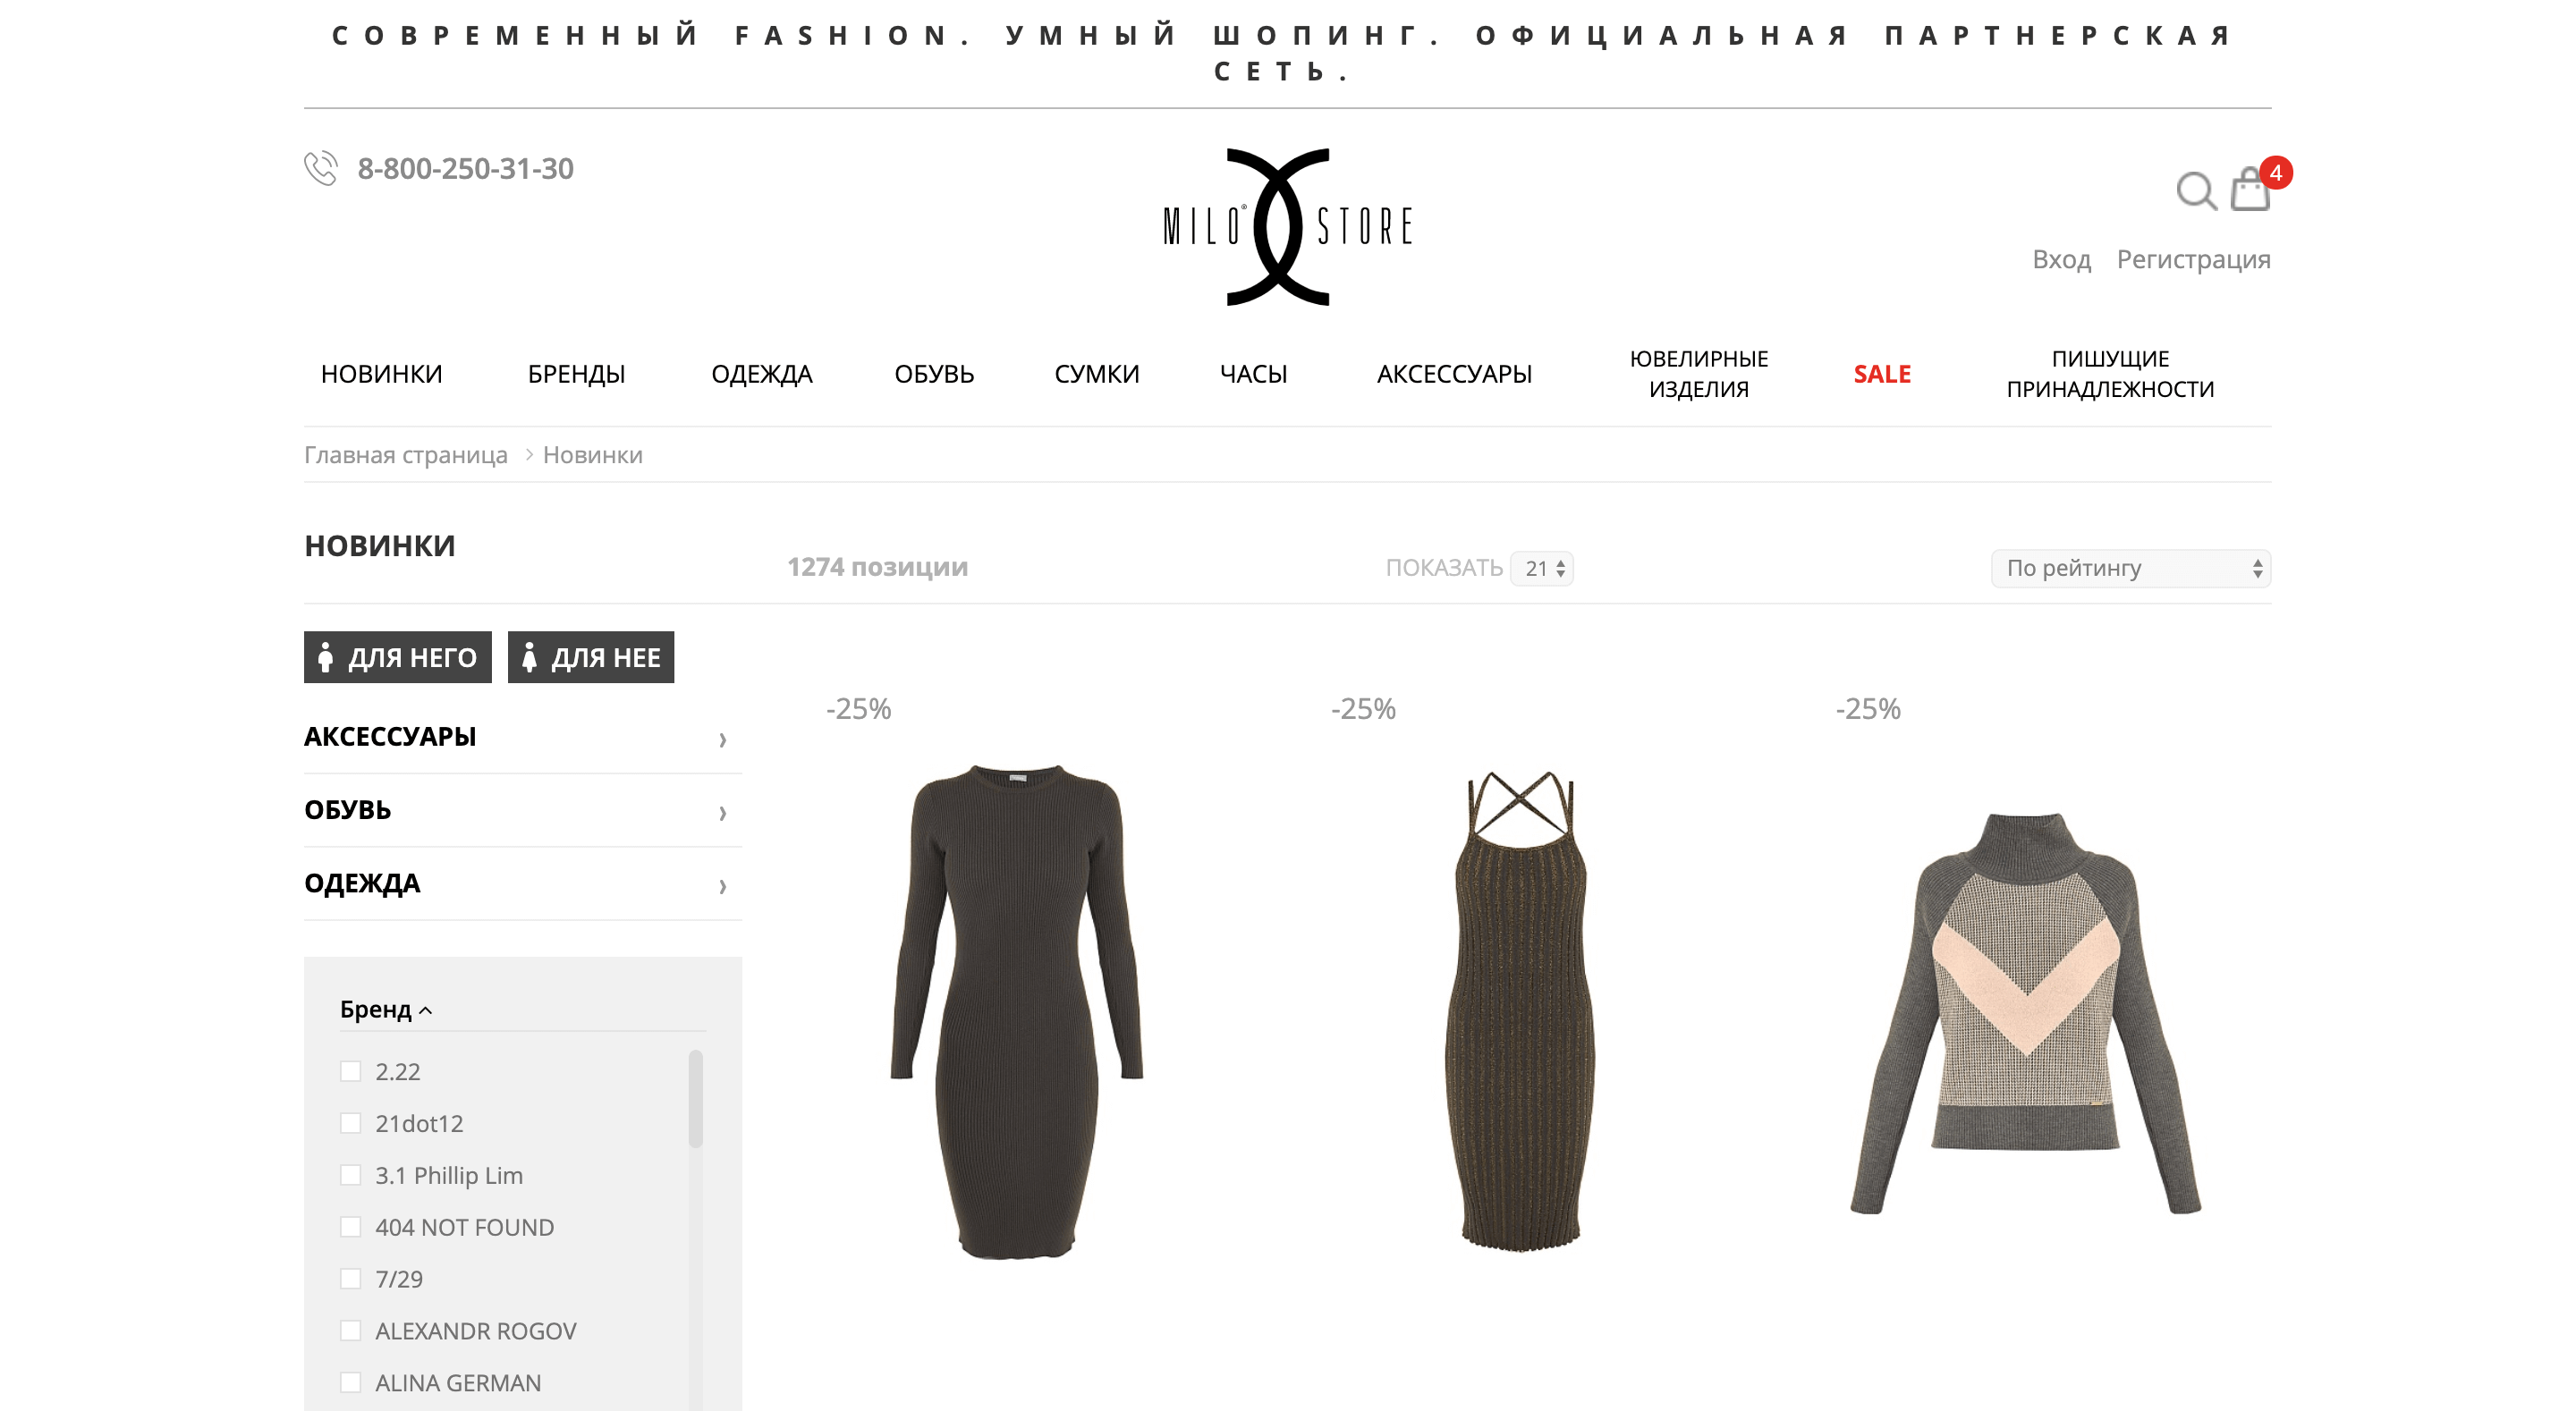 СОВРЕМЕННЫЙ FASHION. УМНЫЙ ШОПИНГ. ОФИЦИАЛЬНАЯ ПАРТНЕРСКАЯ
СЕТЬ.
8-800-250-31-30
MILO® STORE
4
Вход Регистрация
НОВИНКИ БРЕНДЫ ОДЕЖДА ОБУВЬ СУМКИ ЧАСЫ АКСЕССУАРЫ ЮВЕЛИРНЫЕ ИЗДЕЛИЯ SALE ПИШУЩИЕ ПРИНАДЛЕЖНОСТИ
Главная страница > Новинки
НОВИНКИ
1274 позиции ПОКАЗАТЬ 21 По рейтингу
ДЛЯ НЕГО ДЛЯ НЕЕ
АКСЕССУАРЫ
ОБУВЬ
ОДЕЖДА
Бренд
2.22
21dot12
3.1 Phillip Lim
404 NOT FOUND
7/29
ALEXANDR ROGOV
ALINA GERMAN
-25% -25% -25%